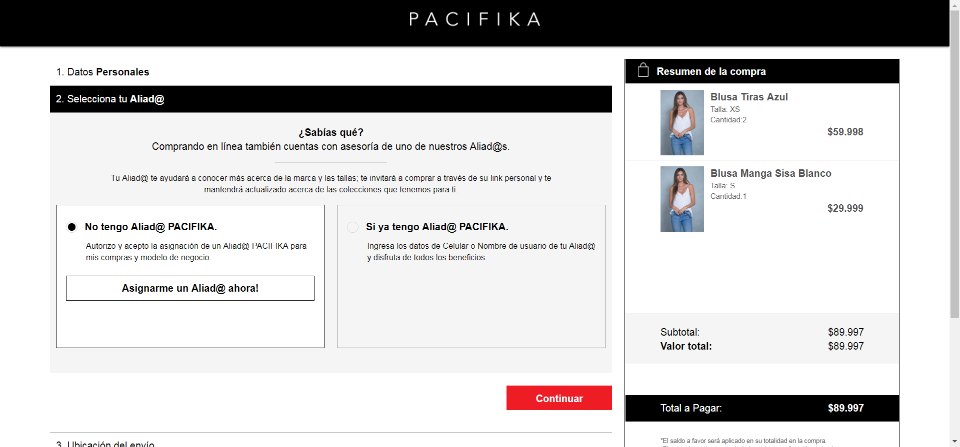 PACIFIKA
1. Datos Personales
2. Selecciona tu Aliad@
¿Sabías qué?
Comprando en línea también cuentas con asesoría de uno de nuestros Aliad@s.
Tu Aliad@ te ayudará a conocer más acerca de la marca y las tallas; te invitará a comprar a través de su link personal y te
mantendrá actualizado acerca de las colecciones que tenemos para ti
No tengo Aliad@ PACIFIKA.
Autorizo y acepto la asignación de un Aliad@ PACIFIKA para
mis compras y modelo de negocio
Asignarme un Aliad@ ahora!
Si ya tengo Aliad@ PACIFIKA.
Ingresa los datos de Celular o Nombre de usuario de tu Aliad@
y disfruta de todos los beneficios.
Continuar
3. Ubicación del envío
Resumen de la compra
Blusa Tiras Azul
Talla: XS
Cantidad:2
$59.998
Blusa Manga Sisa Blanco
Talla: S
Cantidad:1
$29.999
Subtotal: $89.997
Valor total: $89.997
Total a Pagar: $89.997
*El saldo a favor será aplicado en su totalidad en la compra.